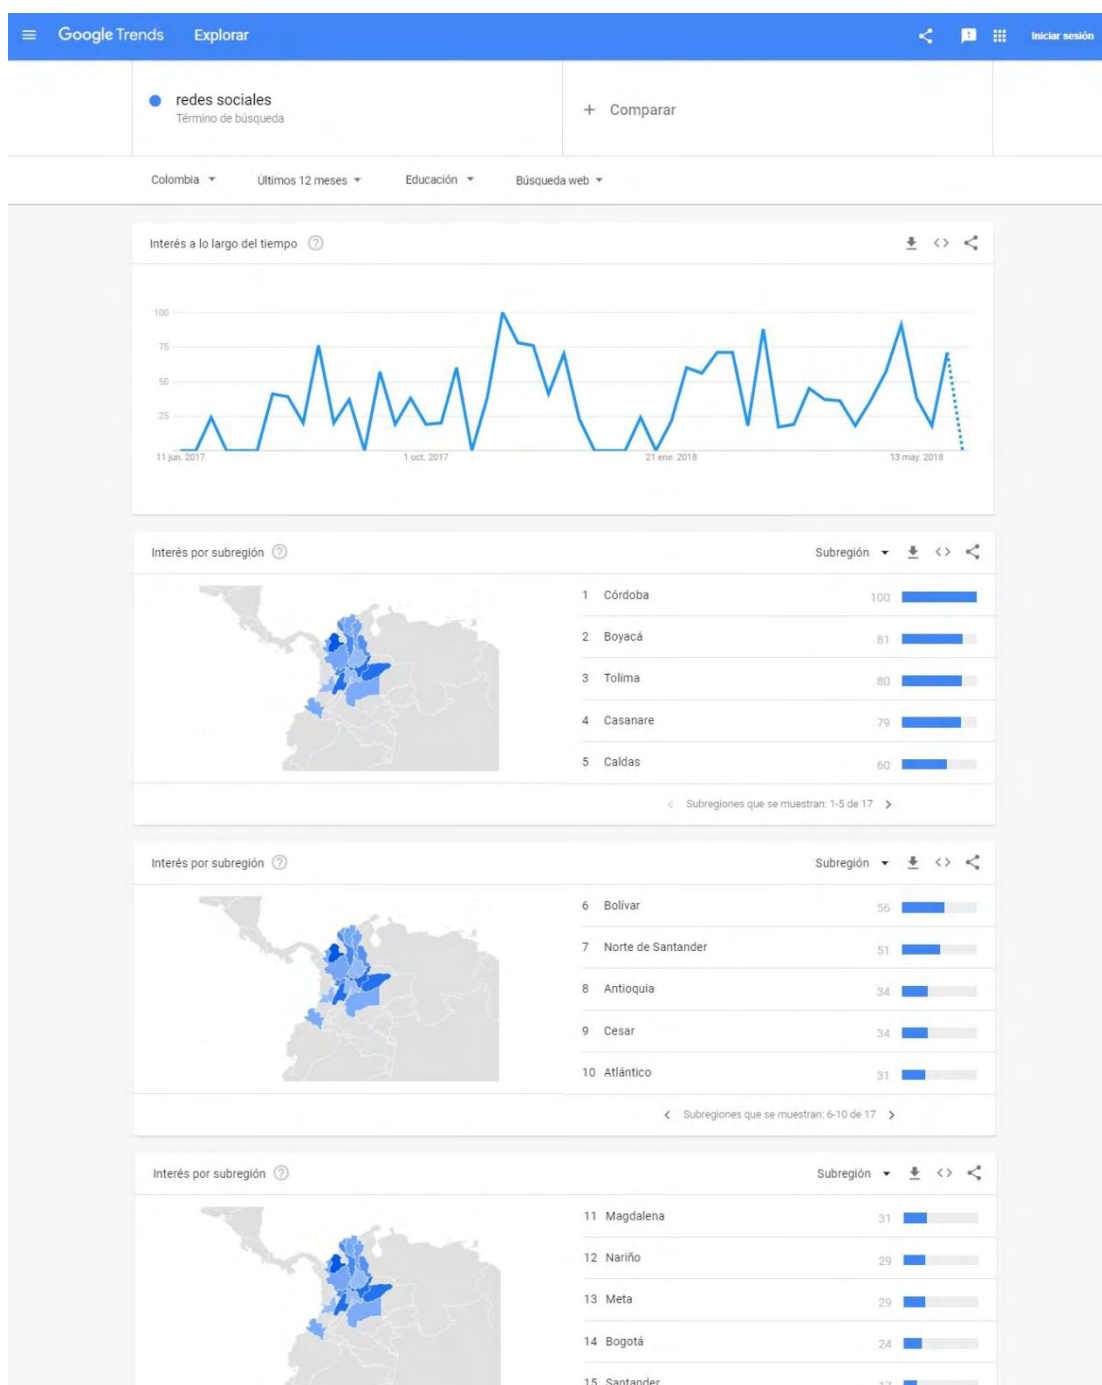 Google Trends Explorar Iniciar sesión
redes sociales
Término de búsqueda
+ Comparar
Colombia Últimos 12 meses Educación Búsqueda web
Interés a lo largo del tiempo
100
75
50
25
11 jun. 2017 1 oct. 2017 21 ene. 2018 13 may. 2018
Interés por subregión Subregión
1 Córdoba 100
2 Boyacá 81
3 Tolima 80
4 Casanare 79
5 Caldas 60
Subregiones que se muestran: 1-5 de 17
Interés por subregión Subregión
6 Bolívar 56
7 Norte de Santander 51
8 Antioquia 34
9 Cesar 34
10 Atlántico 31
Subregiones que se muestran: 6-10 de 17
Interés por subregión Subregión
11 Magdalena 31
12 Nariño 29
13 Meta 29
14 Bogotá 24
15 Santander 17